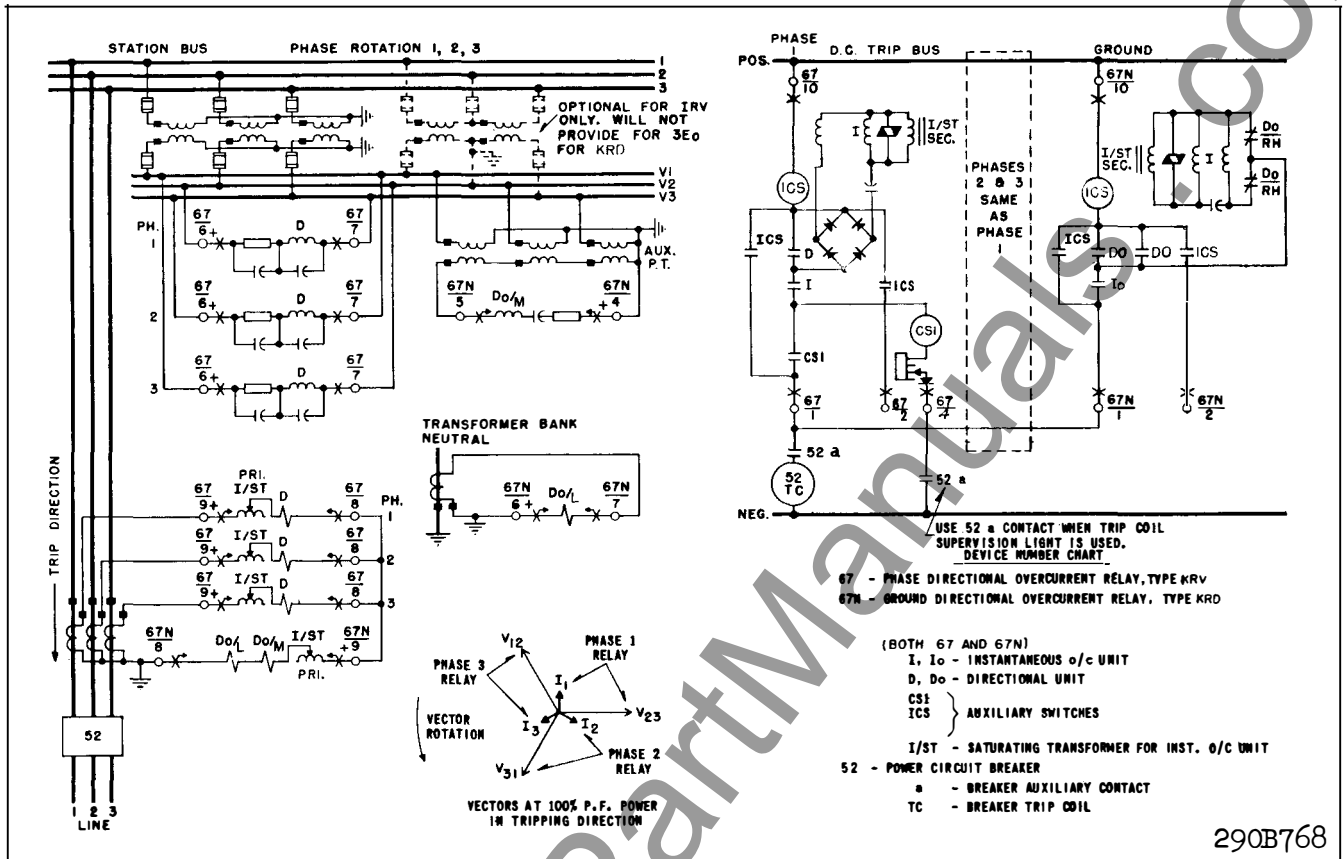 STATION BUS
PHASE ROTATION 1, 2, 3
1
2
3
OPTIONAL FOR IRV
ONLY. WILL NOT
PROVIDE FOR 3Eo
FOR KRD
V1
V2
V3
PH.
1
67
6+
D
67
7
2
67
6+
D
67
7
3
67
6+
D
67
7
AUX.
P.T.
67N
5
Do/M
67N
+4
TRANSFORMER BANK
NEUTRAL
67N
6+
Do/L
67N
7
TRIP DIRECTION
PRI.
I/ST
67
9+
D
67
8
PH.
1
67
9+
I/ST
D
67
8
2
67
9+
I/ST
D
67
8
3
67N
8
Do/L
Do/M
I/ST
PRI.
67N
+9
52
1 2 3
LINE
V12
PHASE 1
RELAY
PHASE 3
RELAY
I1
V23
I3
I2
VECTOR
ROTATION
V31
PHASE 2
RELAY
VECTORS AT 100% P.F. POWER
IN TRIPPING DIRECTION
PHASE
D.C. TRIP BUS
GROUND
POS.
67
10
I
I/ST
SEC.
ICS
ICS
D
I
ICS
CS1
CS1
67
1
67
2
67
4
52 a
52
TC
52 a
NEG.
PHASES
2 & 3
SAME
AS
PHASE
1
67N
10
I/ST
SEC.
I
Do
RH
Do
RH
ICS
ICS
DO
DO
ICS
Io
67N
1
67N
2
USE 52 a CONTACT WHEN TRIP COIL
SUPERVISION LIGHT IS USED.
DEVICE NUMBER CHART
67 - PHASE DIRECTIONAL OVERCURRENT RELAY, TYPE KRV
67N - GROUND DIRECTIONAL OVERCURRENT RELAY. TYPE KRD
(BOTH 67 AND 67N)
I, Io - INSTANTANEOUS o/c UNIT
D, Do - DIRECTIONAL UNIT
CS1
ICS } AUXILIARY SWITCHES
I/ST - SATURATING TRANSFORMER FOR INST. O/C UNIT
52 - POWER CIRCUIT BREAKER
a - BREAKER AUXILIARY CONTACT
TC - BREAKER TRIP COIL
290B768
PartManuals.co